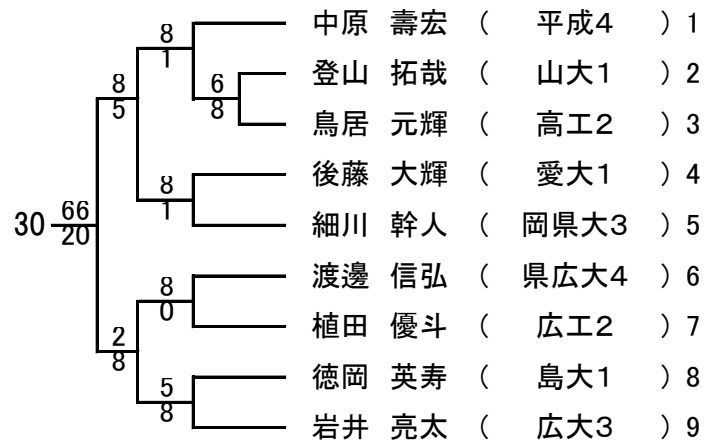 8
1
中原 壽宏 ( 平成4 ) 1
8
5
6
8
登山 拓哉 ( 山大1 ) 2
鳥居 元輝 ( 高工2 ) 3
8
1
後藤 大輝 ( 愛大1 ) 4
30 66
20
細川 幹人 ( 岡県大3 ) 5
8
0
渡邊 信弘 ( 県広大4 ) 6
2
8
植田 優斗 ( 広工2 ) 7
5
8
徳岡 英寿 ( 島大1 ) 8
岩井 亮太 ( 広大3 ) 9